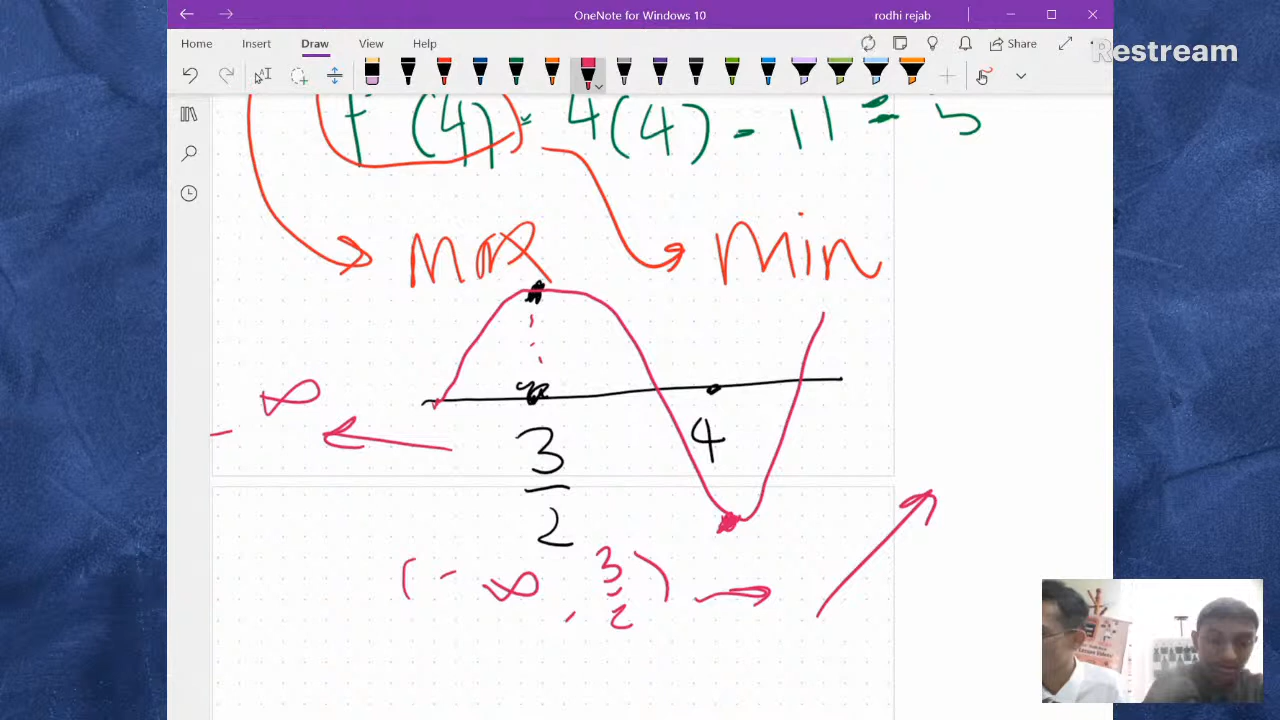 OneNote for Windows 10
rodhi rejab
Home Insert Draw View Help
Share
Restream
f (4) = 4(4) - 11 = 5
max min
- ∞
3
2
4
(- ∞, 3/2) →